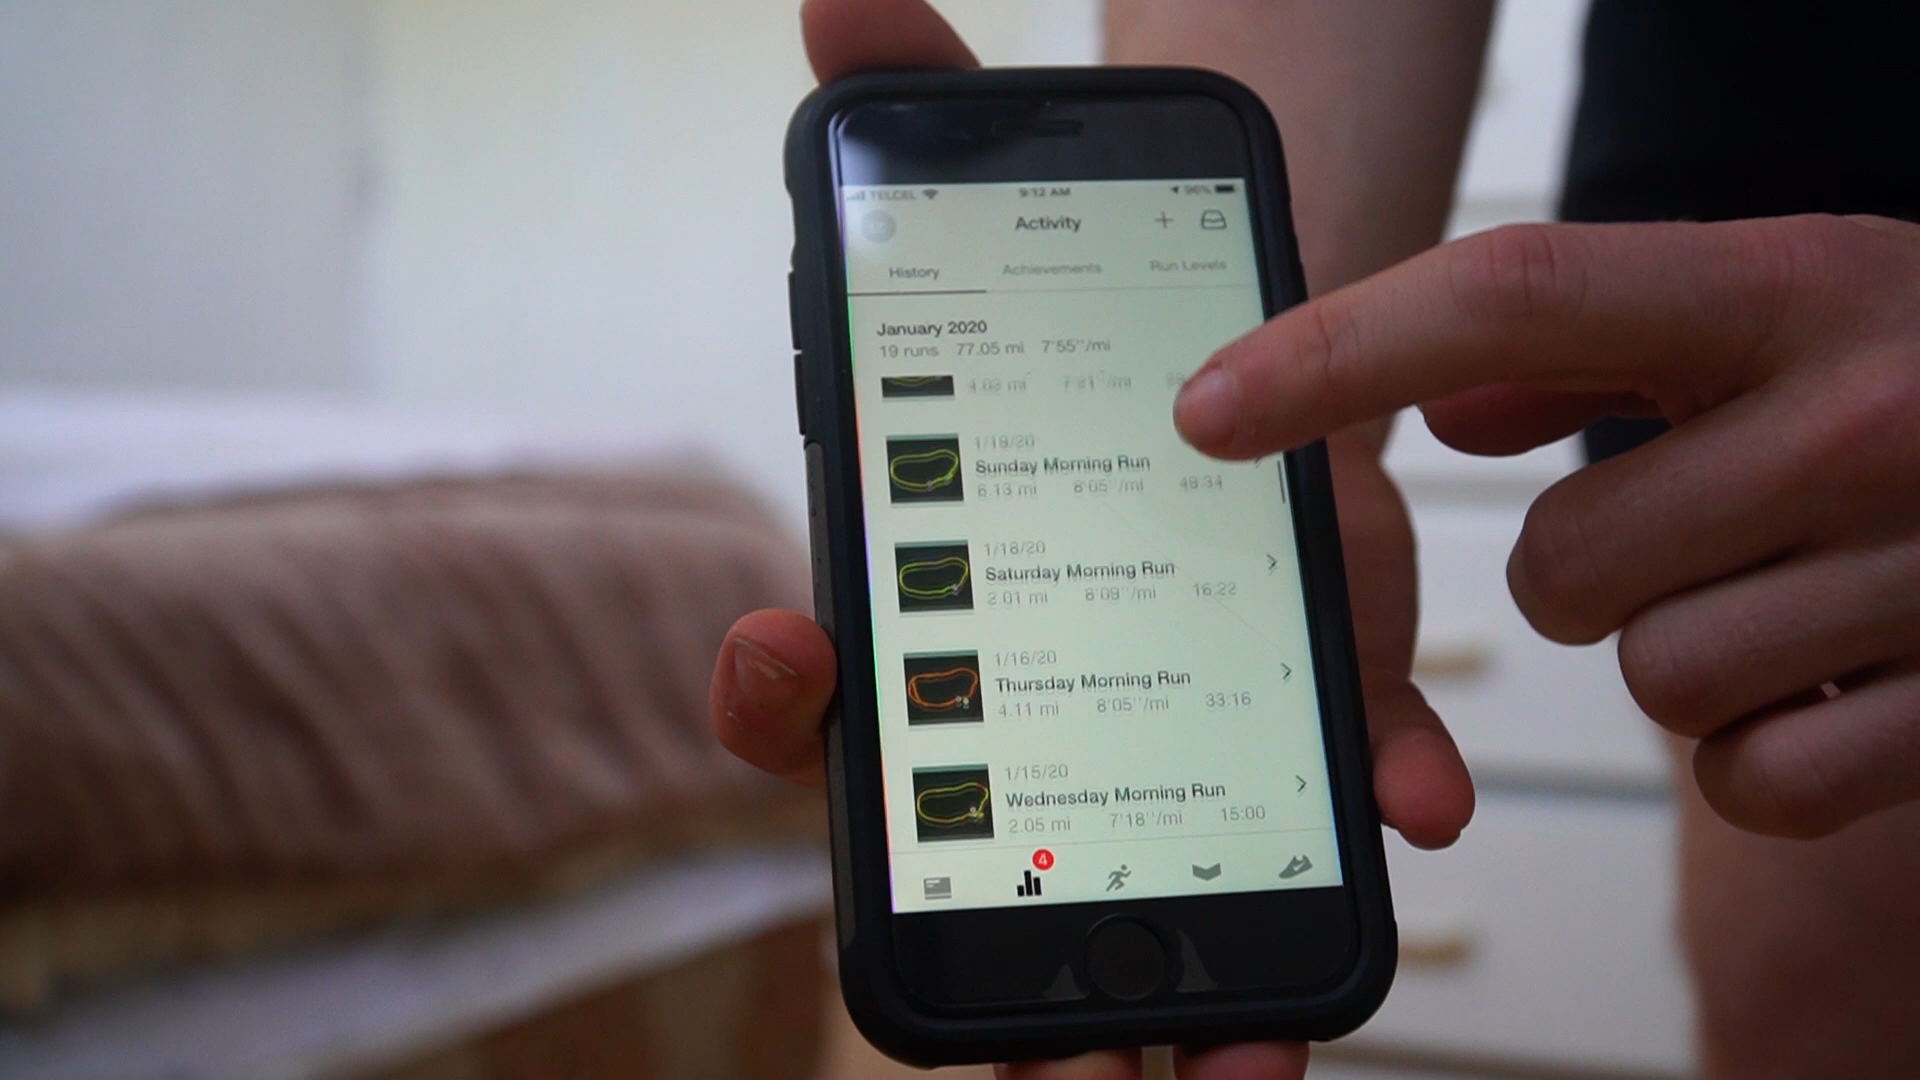 TELCEL 9:12 AM 96%
Activity
History Achievements Run Levels
January 2020
19 runs 77.05 mi 7'55"/mi
1/19/20
Sunday Morning Run
6.13 mi 8'05"/mi 49:34
1/18/20
Saturday Morning Run
2.01 mi 8'09"/mi 16:22
1/16/20
Thursday Morning Run
4.11 mi 8'05"/mi 33:16
1/15/20
Wednesday Morning Run
2.05 mi 7'18"/mi 15:00
4